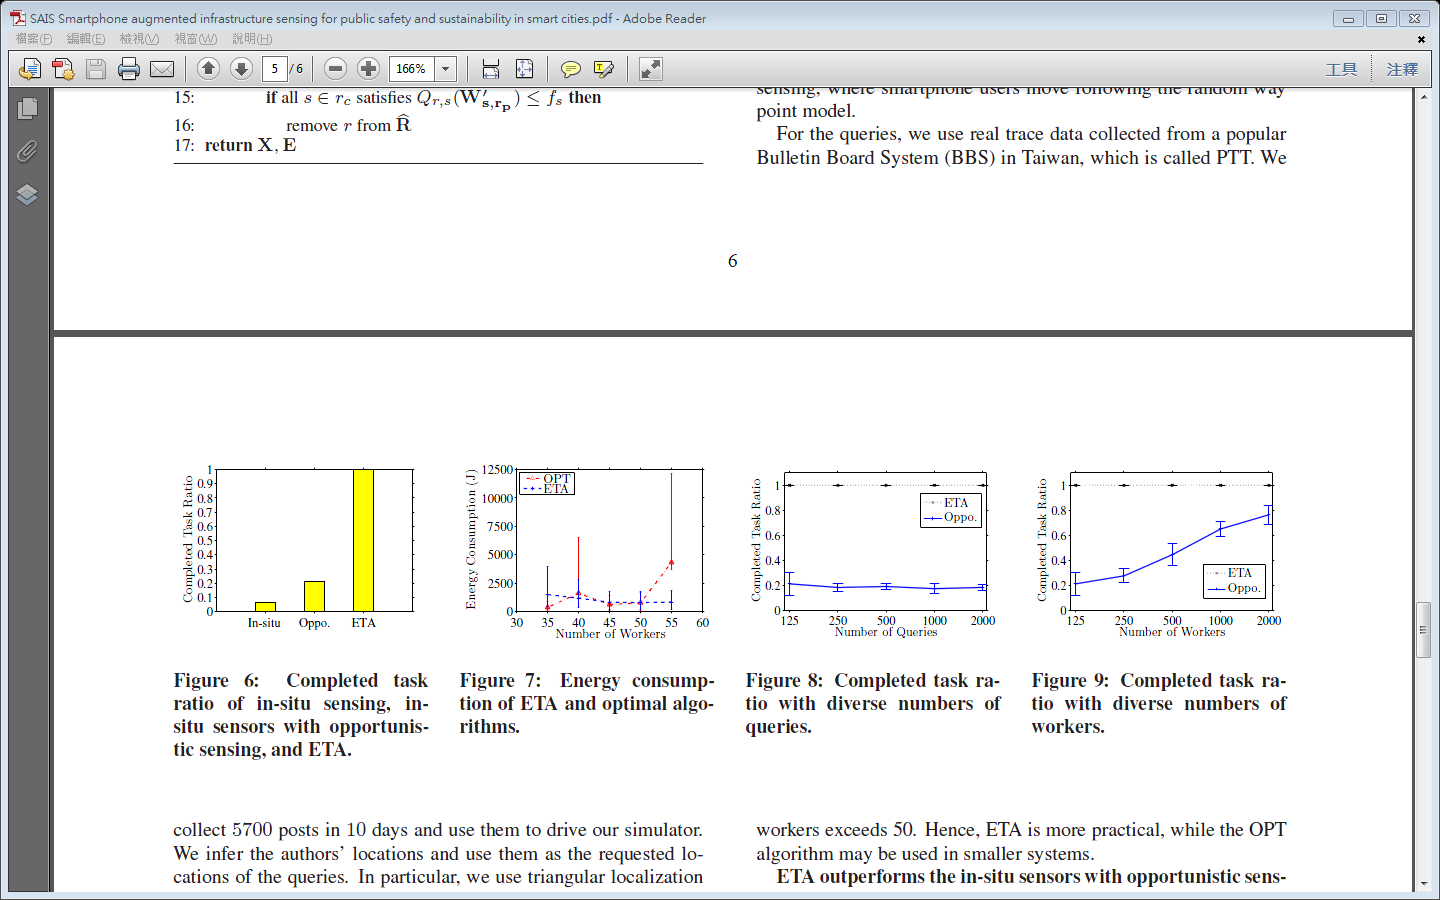 SAIS Smartphone augmented infrastructure sensing for public safety and sustainability in smart cities.pdf - Adobe Reader
檔案(F) 編輯(E) 檢視(V) 視窗(W) 說明(H)
5 / 6 166% 工具 注釋
15: if all s ∈ r_c satisfies Q_{r,s}(W′_{s,r_p}) ≤ f_s then
16: remove r from R̂
17: return X, E
sensing, where smartphone users move following the random way
point model.
For the queries, we use real trace data collected from a popular
Bulletin Board System (BBS) in Taiwan, which is called PTT. We
6
Completed Task Ratio
1
0.9
0.8
0.7
0.6
0.5
0.4
0.3
0.2
0.1
0
In-situ Oppo. ETA
Energy Consumption (J)
12500
10000
7500
5000
2500
0
OPT
ETA
30 35 40 45 50 55 60
Number of Workers
Completed Task Ratio
1
0.8
0.6
0.4
0.2
0
ETA
Oppo.
125 250 500 1000 2000
Number of Queries
Completed Task Ratio
1
0.8
0.6
0.4
0.2
0
ETA
Oppo.
125 250 500 1000 2000
Number of Workers
Figure 6: Completed task
ratio of in-situ sensing, in-
situ sensors with opportunis-
tic sensing, and ETA.
Figure 7: Energy consump-
tion of ETA and optimal algo-
rithms.
Figure 8: Completed task ra-
tio with diverse numbers of
queries.
Figure 9: Completed task ra-
tio with diverse numbers of
workers.
collect 5700 posts in 10 days and use them to drive our simulator.
We infer the authors' locations and use them as the requested lo-
cations of the queries. In particular, we use triangular localization
workers exceeds 50. Hence, ETA is more practical, while the OPT
algorithm may be used in smaller systems.
ETA outperforms the in-situ sensors with opportunistic sens-